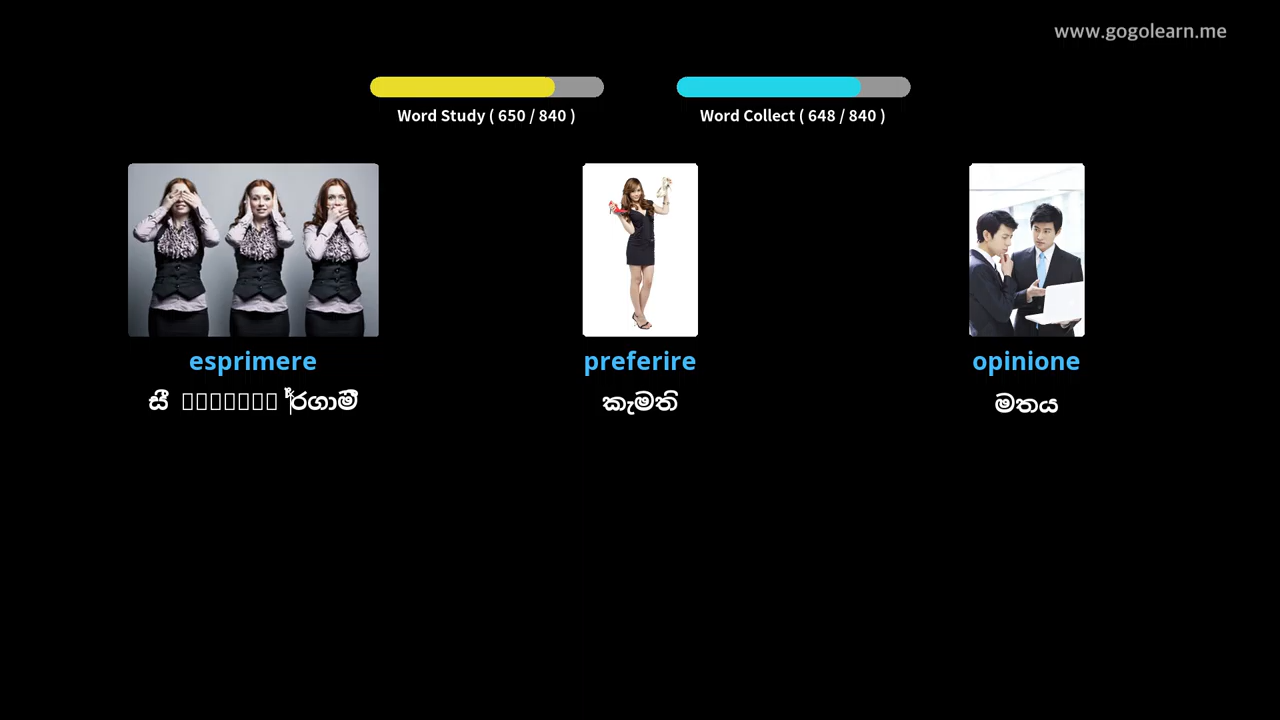 www.gogolearn.me
Word Study ( 650 / 840 )
Word Collect ( 648 / 840 )
esprimere
preferire
opinione
කැමති
මතය